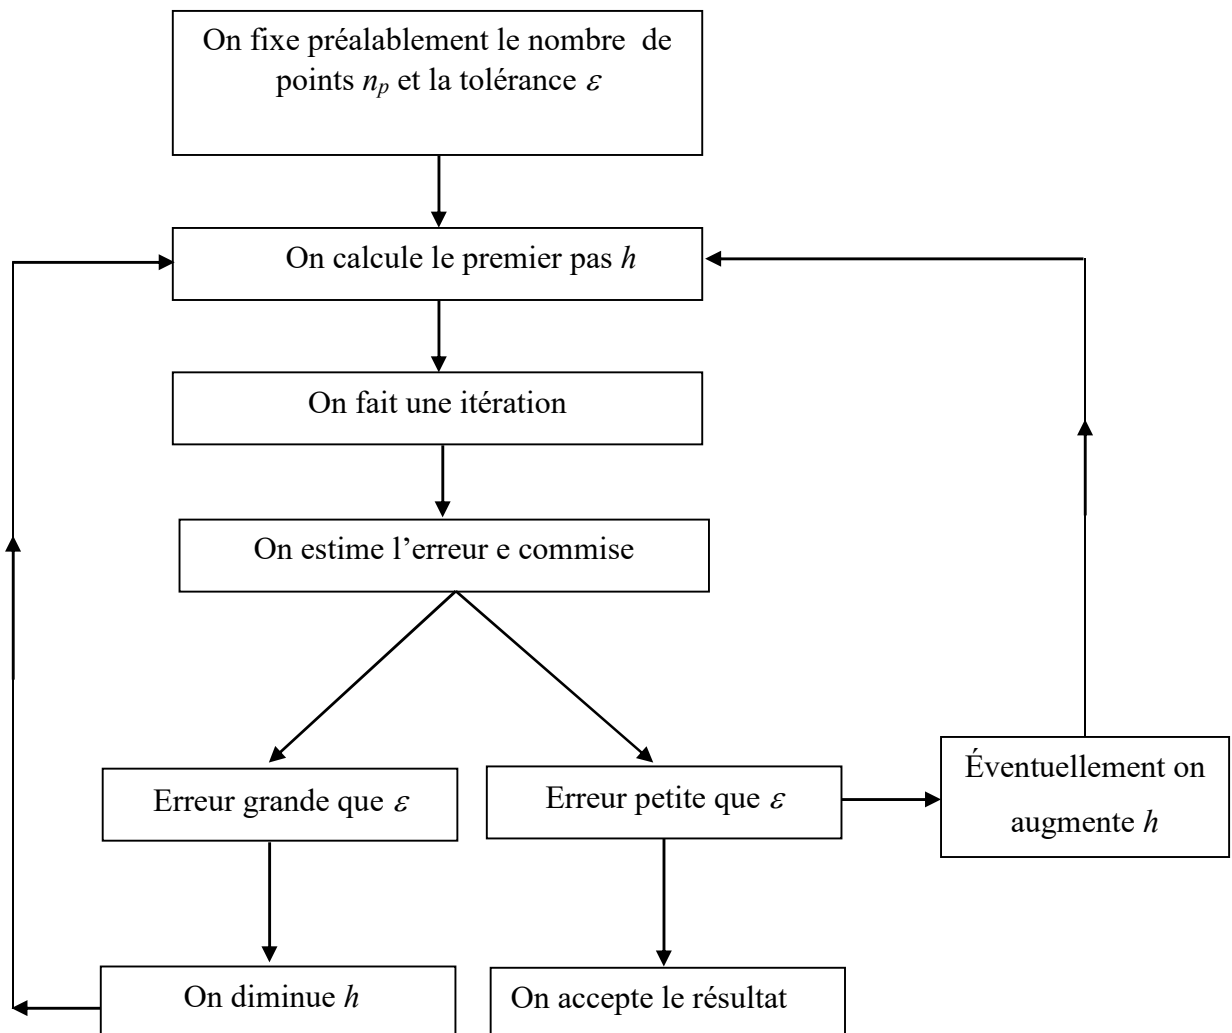 On fixe préalablement le nombre de
points nₚ et la tolérance ε
On calcule le premier pas h
On fait une itération
On estime l’erreur e commise
Erreur grande que ε
Erreur petite que ε
Éventuellement on
augmente h
On diminue h
On accepte le résultat